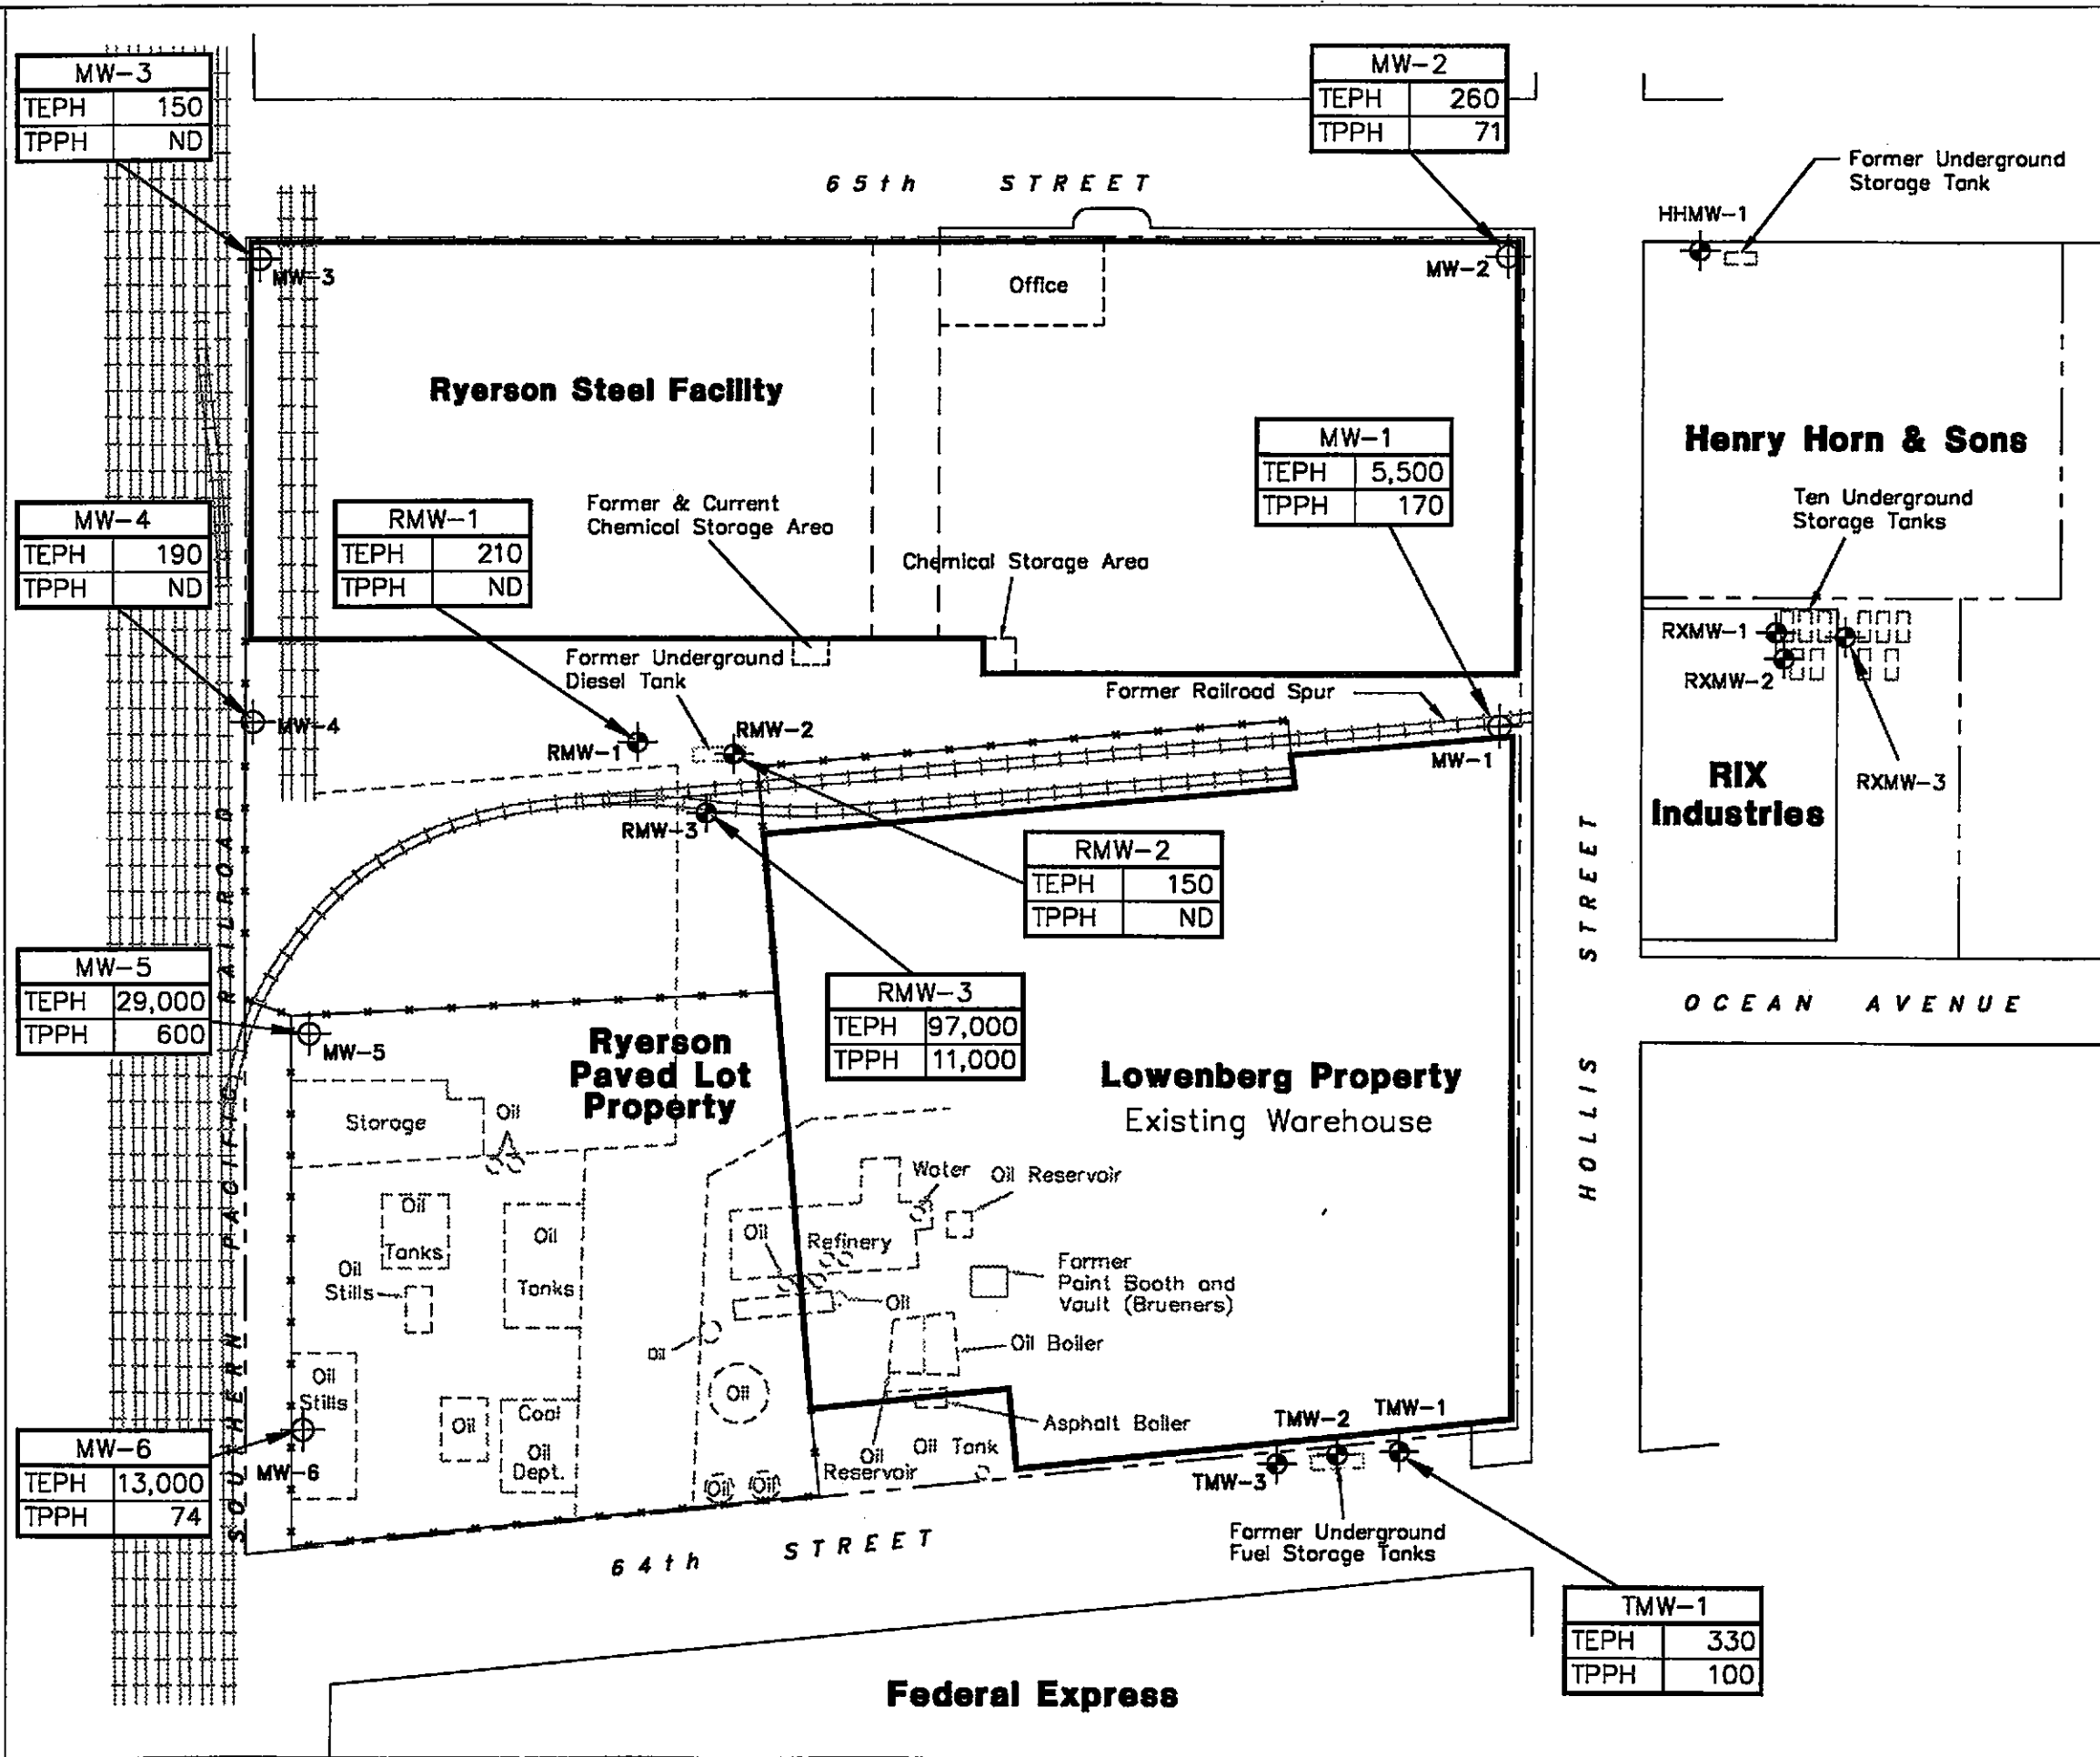 MW-3
TEPH 150
TPPH ND
MW-2
TEPH 260
TPPH 71
Former Underground
Storage Tank
65th STREET
HHMW-1
MW-3
MW-2
Office
Ryerson Steel Facility
Henry Horn & Sons
MW-1
TEPH 5,500
TPPH 170
Former & Current
Chemical Storage Area
Ten Underground
Storage Tanks
MW-4
TEPH 190
TPPH ND
RMW-1
TEPH 210
TPPH ND
Chemical Storage Area
RXMW-1
RXMW-2
RXMW-3
Former Underground
Diesel Tank
Former Railroad Spur
MW-4
RMW-1
RMW-2
MW-1
RIX
Industries
RMW-3
RMW-2
TEPH 150
TPPH ND
HOLLIS STREET
SOUTHERN PACIFIC RAILROAD
MW-5
TEPH 29,000
TPPH 600
MW-5
RMW-3
TEPH 97,000
TPPH 11,000
OCEAN AVENUE
Ryerson
Paved Lot
Property
Lowenberg Property
Existing Warehouse
Storage
Oil
Water
Oil Reservoir
Oil
Tanks
Oil
Tanks
Oil
Refinery
Oil
Stills
Former
Paint Booth and
Vault (Brueners)
Oil
Oil
Oil Boiler
Oil
Stills
Oil
Oil
Coal
Oil
Dept.
Asphalt Boiler
TMW-2
TMW-1
MW-6
TEPH 13,000
TPPH 74
MW-6
Oil
Reservoir
Oil Tank
TMW-3
Oil
Oil
Former Underground
Fuel Storage Tanks
64th STREET
TMW-1
TEPH 330
TPPH 100
Federal Express